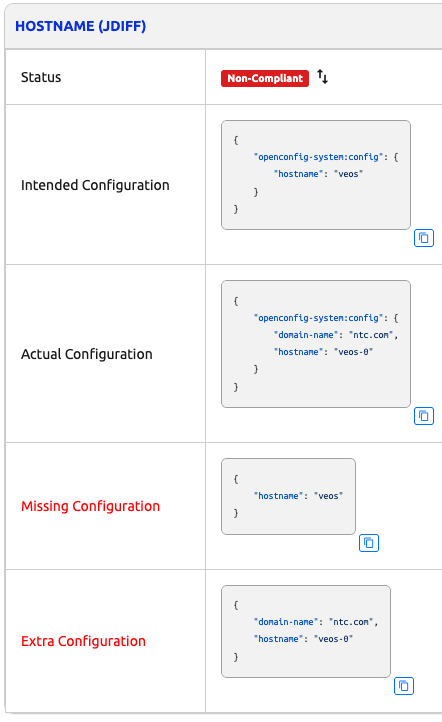 HOSTNAME (JDIFF)
Status
Non-Compliant
Intended Configuration
{
    "openconfig-system:config": {
        "hostname": "veos"
    }
}
Actual Configuration
{
    "openconfig-system:config": {
        "domain-name": "ntc.com",
        "hostname": "veos-0"
    }
}
Missing Configuration
{
    "hostname": "veos"
}
Extra Configuration
{
    "domain-name": "ntc.com",
    "hostname": "veos-0"
}